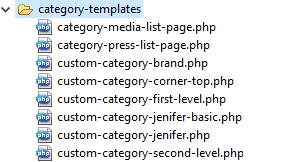 category-templates
category-media-list-page.php
category-press-list-page.php
custom-category-brand.php
custom-category-corner-top.php
custom-category-first-level.php
custom-category-jenifer-basic.php
custom-category-jenifer.php
custom-category-second-level.php